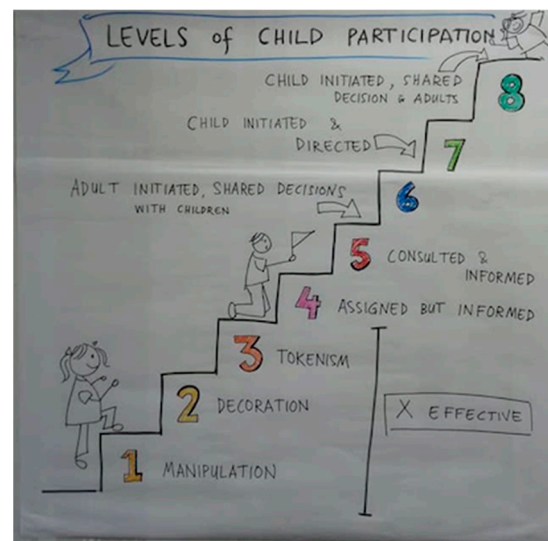 LEVELS of CHILD PARTICIPATION
CHILD INITIATED, SHARED
DECISION & ADULTS
8
CHILD INITIATED &
DIRECTED
7
ADULT INITIATED, SHARED DECISIONS
WITH CHILDREN
6
5 CONSULTED &
INFORMED
4 ASSIGNED BUT INFORMED
3 TOKENISM
2 DECORATION
X EFFECTIVE
1 MANIPULATION